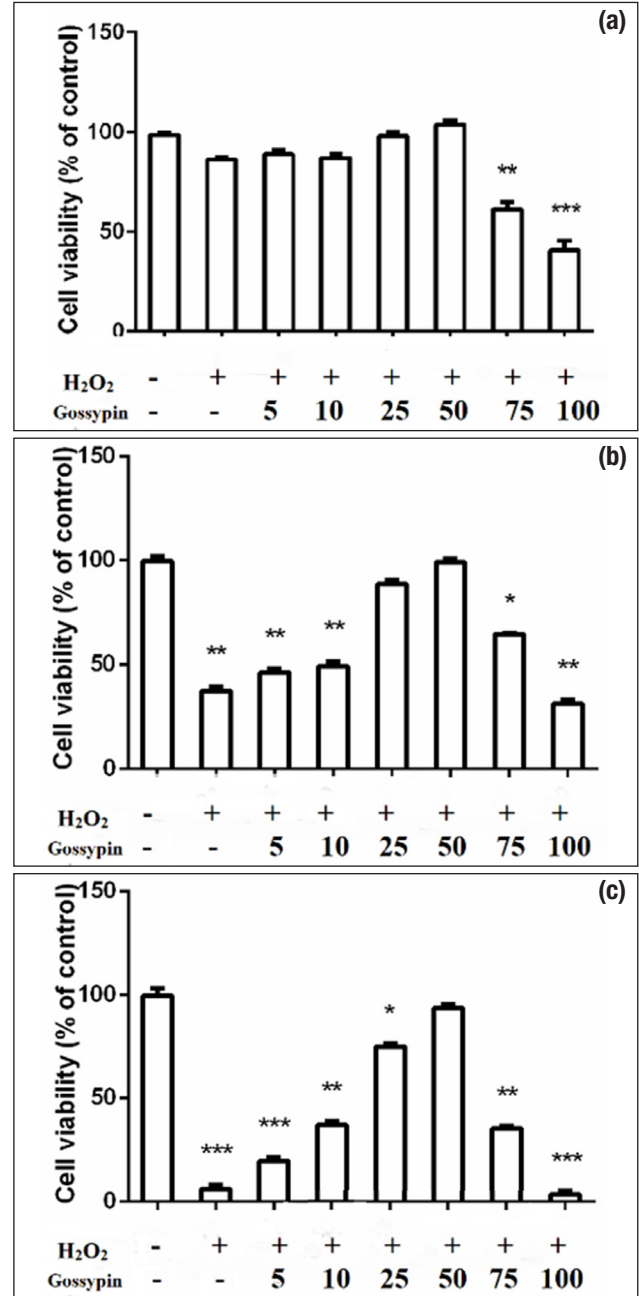 (a)
Cell viability (% of control)
150
**
100
***
50
0
H₂O₂ - + + + + + + +
Gossypin - - 5 10 25 50 75 100
(b)
Cell viability (% of control)
150
100
*
** ** ** **
50
0
H₂O₂ - + + + + + + +
Gossypin - - 5 10 25 50 75 100
(c)
Cell viability (% of control)
150
100
*
** **
50
*** *** ***
0
H₂O₂ - + + + + + + +
Gossypin - - 5 10 25 50 75 100